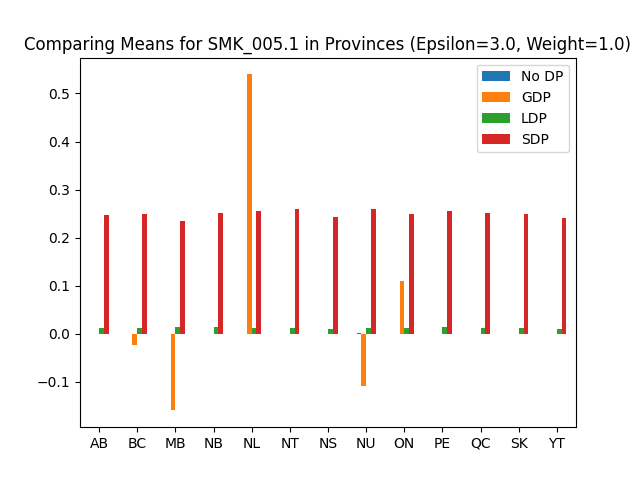 Comparing Means for SMK_005.1 in Provinces (Epsilon=3.0, Weight=1.0)
No DP
GDP
LDP
SDP
0.5
0.4
0.3
0.2
0.1
0.0
−0.1
AB BC MB NB NL NT NS NU ON PE QC SK YT